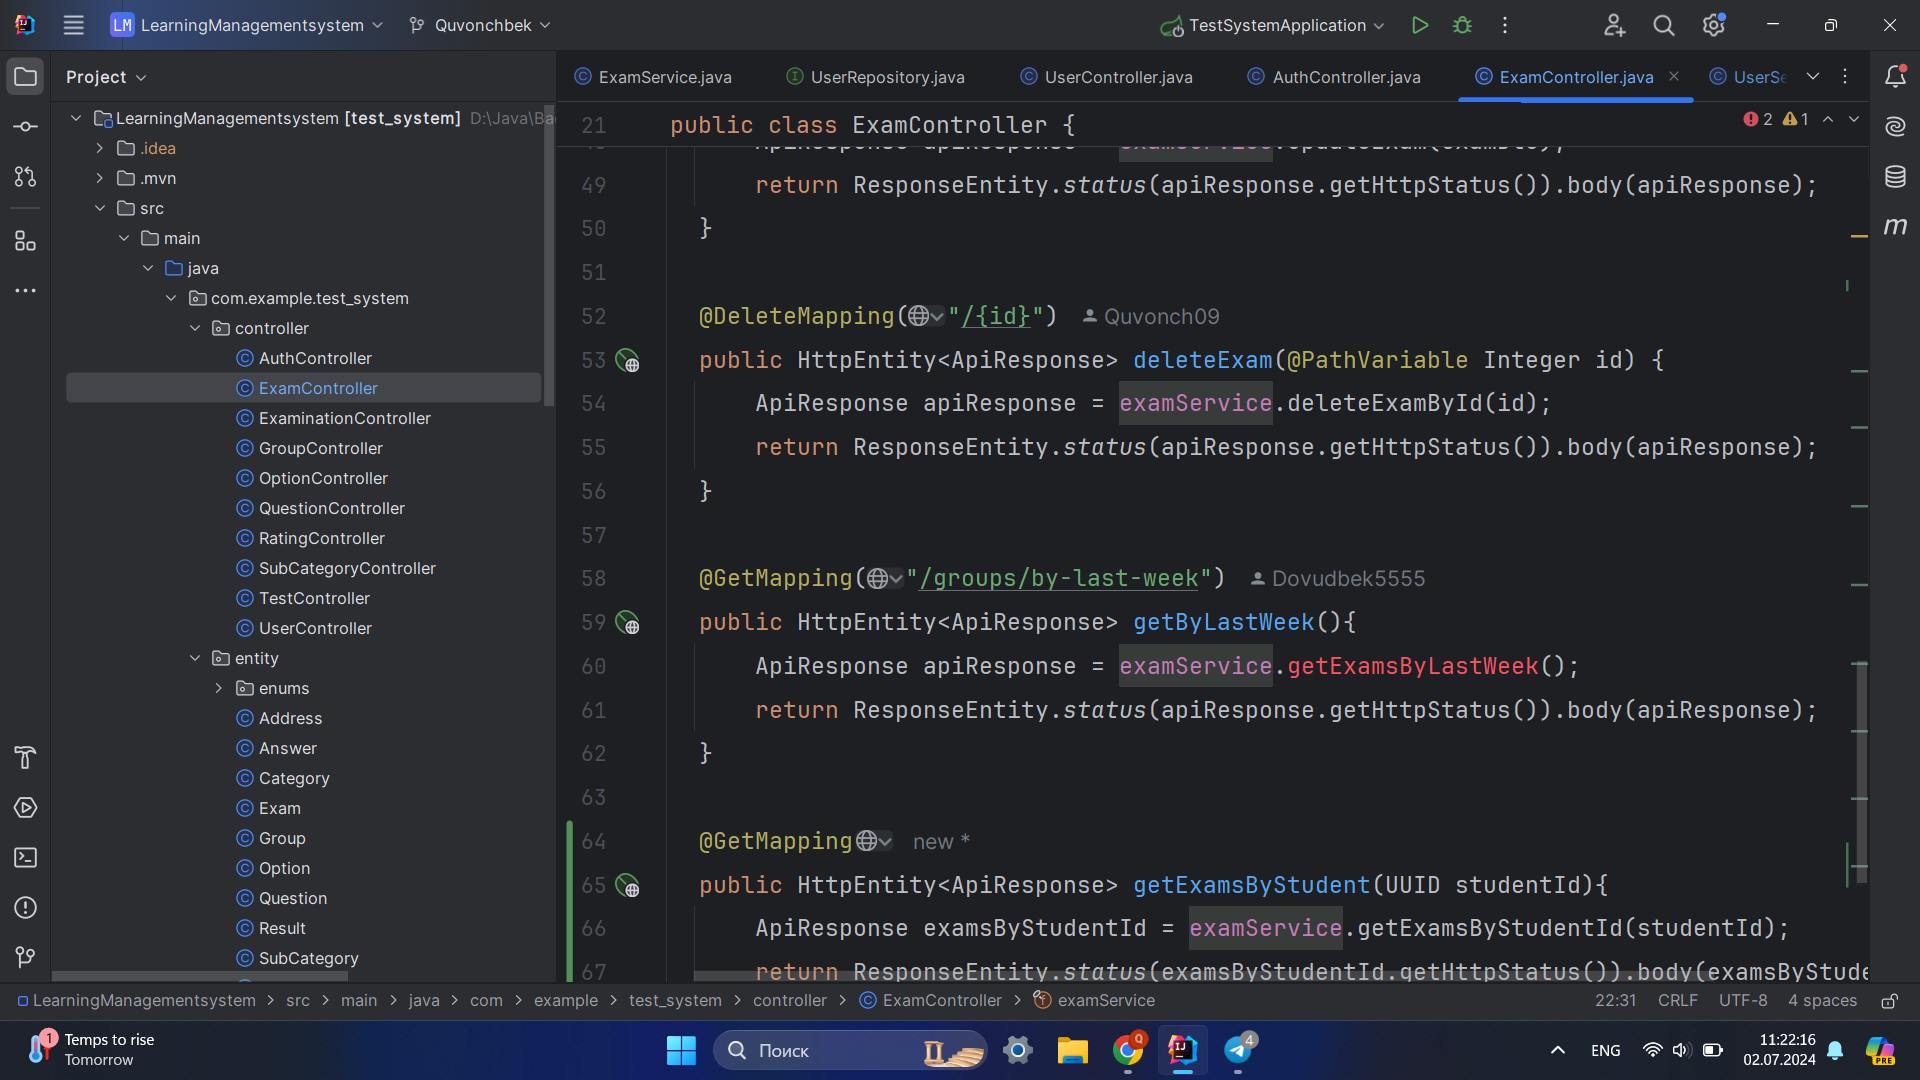 LM LearningManagementsystem Quvonchbek TestSystemApplication
Project
ExamService.java UserRepository.java UserController.java AuthController.java ExamController.java UserSe
LearningManagementsystem [test_system] D:\Java\Ba
.idea
.mvn
src
main
java
com.example.test_system
controller
AuthController
ExamController
ExaminationController
GroupController
OptionController
QuestionController
RatingController
SubCategoryController
TestController
UserController
entity
enums
Address
Answer
Category
Exam
Group
Option
Question
Result
SubCategory
21 public class ExamController {
2 1
49 return ResponseEntity.status(apiResponse.getHttpStatus()).body(apiResponse);
50 }
51
52 @DeleteMapping("/{id}") Quvonch09
53 public HttpEntity<ApiResponse> deleteExam(@PathVariable Integer id) {
54 ApiResponse apiResponse = examService.deleteExamById(id);
55 return ResponseEntity.status(apiResponse.getHttpStatus()).body(apiResponse);
56 }
57
58 @GetMapping("/groups/by-last-week") Dovudbek5555
59 public HttpEntity<ApiResponse> getByLastWeek(){
60 ApiResponse apiResponse = examService.getExamsByLastWeek();
61 return ResponseEntity.status(apiResponse.getHttpStatus()).body(apiResponse);
62 }
63
64 @GetMapping new *
65 public HttpEntity<ApiResponse> getExamsByStudent(UUID studentId){
66 ApiResponse examsByStudentId = examService.getExamsByStudentId(studentId);
67 return ResponseEntity.status(examsByStudentId.getHttpStatus()).body(examsByStude
m
LearningManagementsystem > src > main > java > com > example > test_system > controller > ExamController > examService
22:31 CRLF UTF-8 4 spaces
1 Temps to rise
Tomorrow
Поиск
Q
4
ENG
11:22:16
02.07.2024
PRE